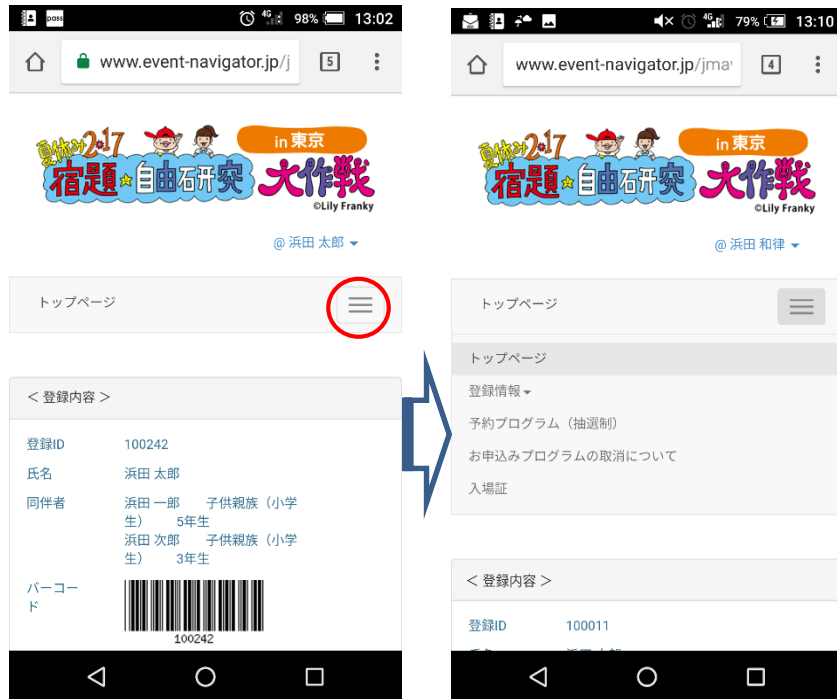 pass
4G
98%
13:02
www.event-navigator.jp/j
5
夏休み2017
in 東京
宿題☆自由研究 大作戦
©Lily Franky
@ 浜田 太郎
トップページ
< 登録内容 >
登録ID 100242
氏名 浜田 太郎
同伴者 浜田 一郎 子供親族（小学
生） 5年生
浜田 次郎 子供親族（小学
生） 3年生
バーコー
ド
100242
4G
79%
13:10
www.event-navigator.jp/jma
4
夏休み2017
in 東京
宿題☆自由研究 大作戦
©Lily Franky
@ 浜田 和律
トップページ
トップページ
登録情報
予約プログラム（抽選制）
お申込みプログラムの取消について
入場証
< 登録内容 >
登録ID 100011